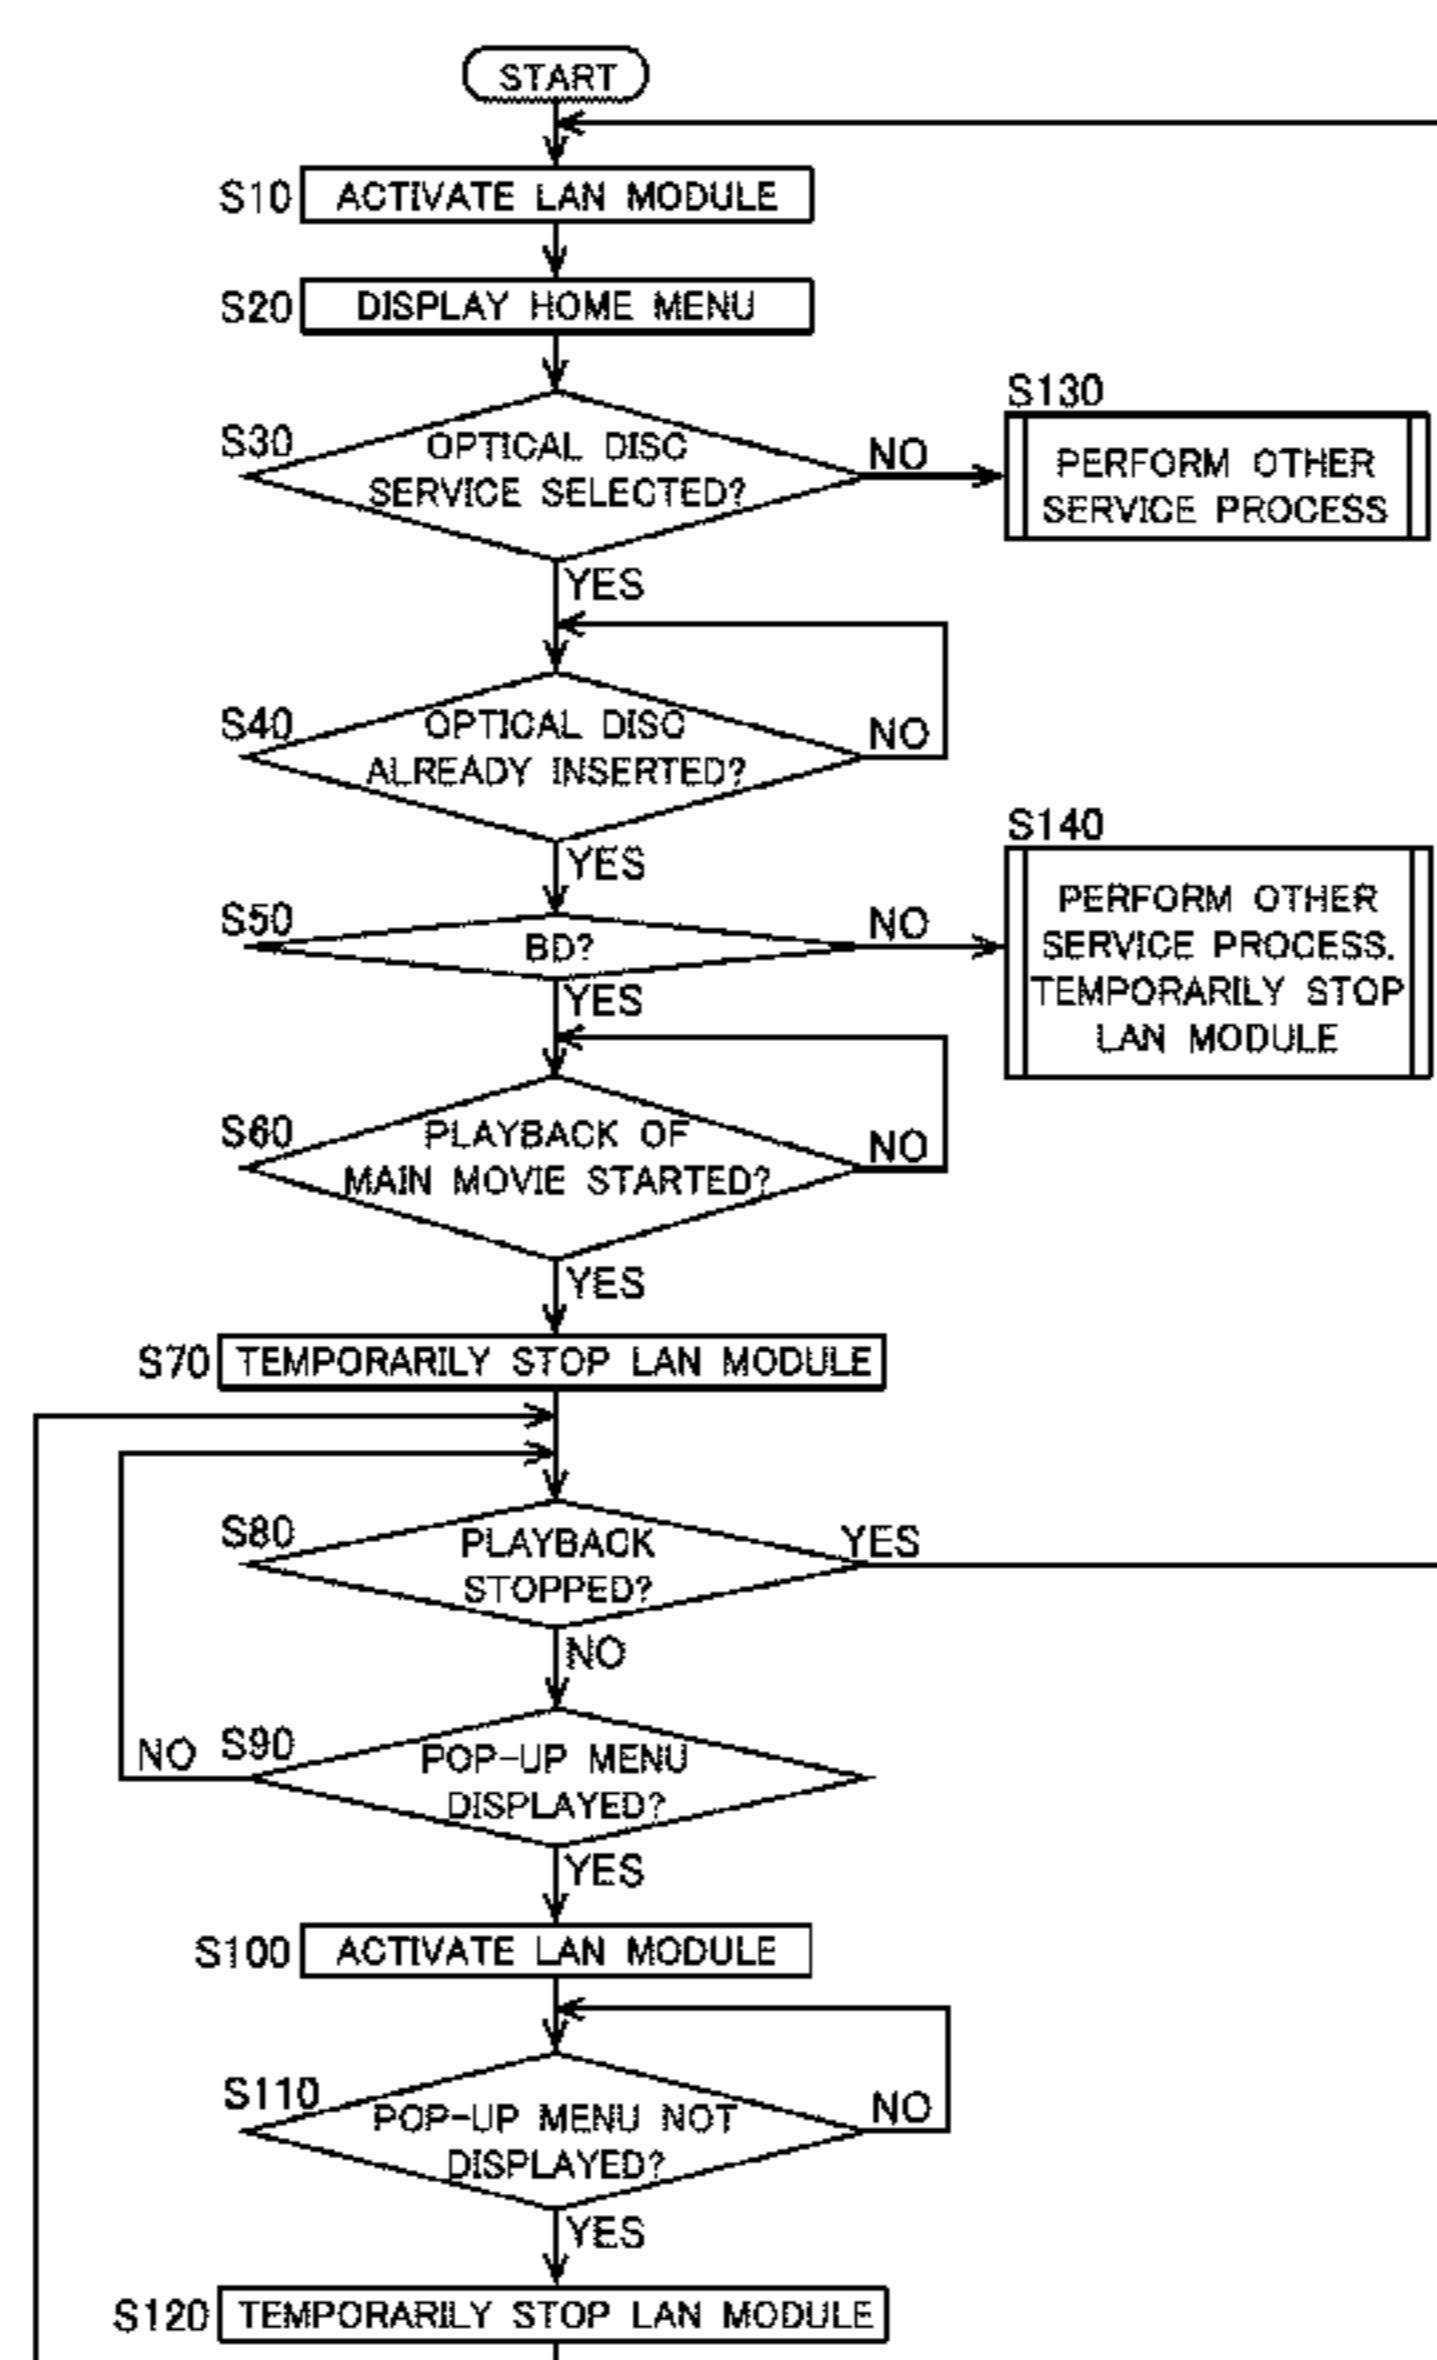 START
S10 ACTIVATE LAN MODULE
S20 DISPLAY HOME MENU
S30 OPTICAL DISC
SERVICE SELECTED?
NO
S130
PERFORM OTHER
SERVICE PROCESS
YES
S40 OPTICAL DISC
ALREADY INSERTED?
NO
YES
S50 BD?
NO
S140
PERFORM OTHER
SERVICE PROCESS.
TEMPORARILY STOP
LAN MODULE
YES
S60 PLAYBACK OF
MAIN MOVIE STARTED?
NO
YES
S70 TEMPORARILY STOP LAN MODULE
S80 PLAYBACK
STOPPED?
YES
NO
S90 POP-UP MENU
DISPLAYED?
NO
YES
S100 ACTIVATE LAN MODULE
S110 POP-UP MENU NOT
DISPLAYED?
NO
YES
S120 TEMPORARILY STOP LAN MODULE